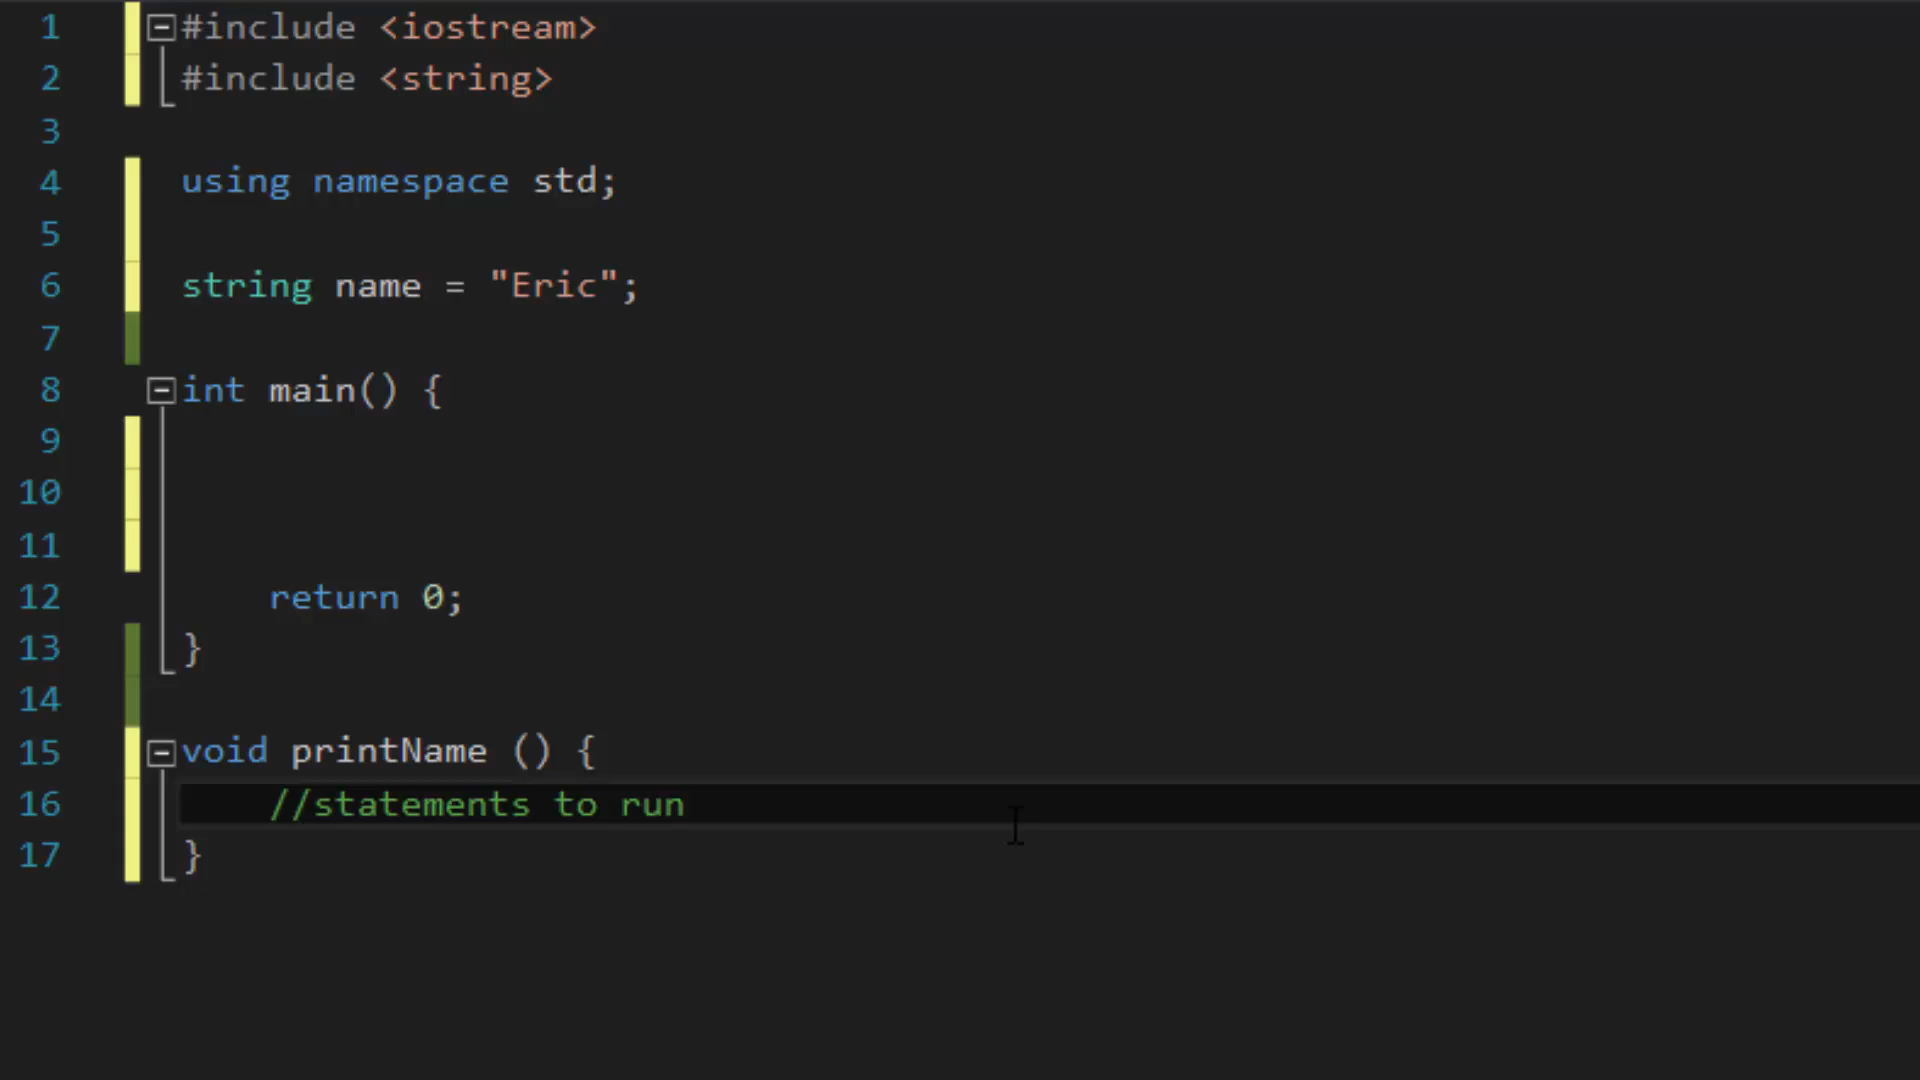 1 #include <iostream>
2 #include <string>
3
4 using namespace std;
5
6 string name = "Eric";
7
8 int main() {
9
10
11
12 return 0;
13 }
14
15 void printName () {
16 //statements to run
17 }